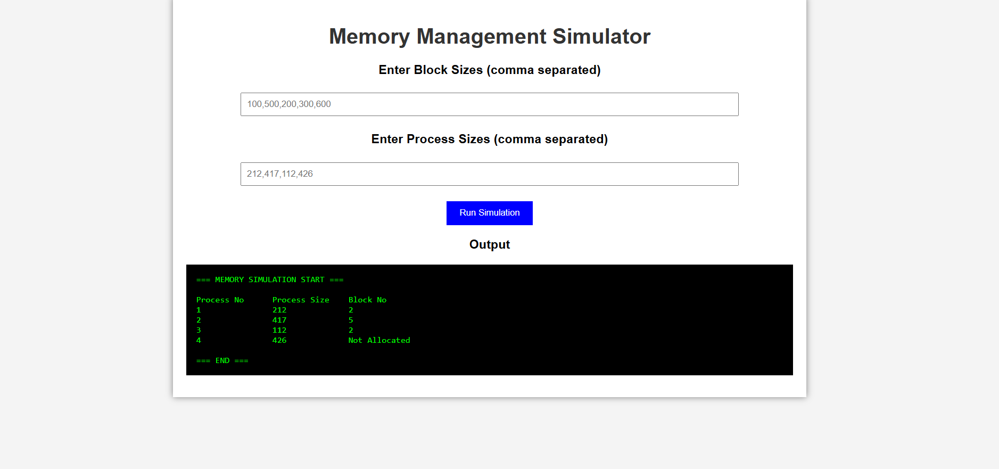 Memory Management Simulator
Enter Block Sizes (comma separated)
100,500,200,300,600
Enter Process Sizes (comma separated)
212,417,112,426
Run Simulation
Output
=== MEMORY SIMULATION START ===
Process No      Process Size    Block No
1               212             2
2               417             5
3               112             2
4               426             Not Allocated
=== END ===